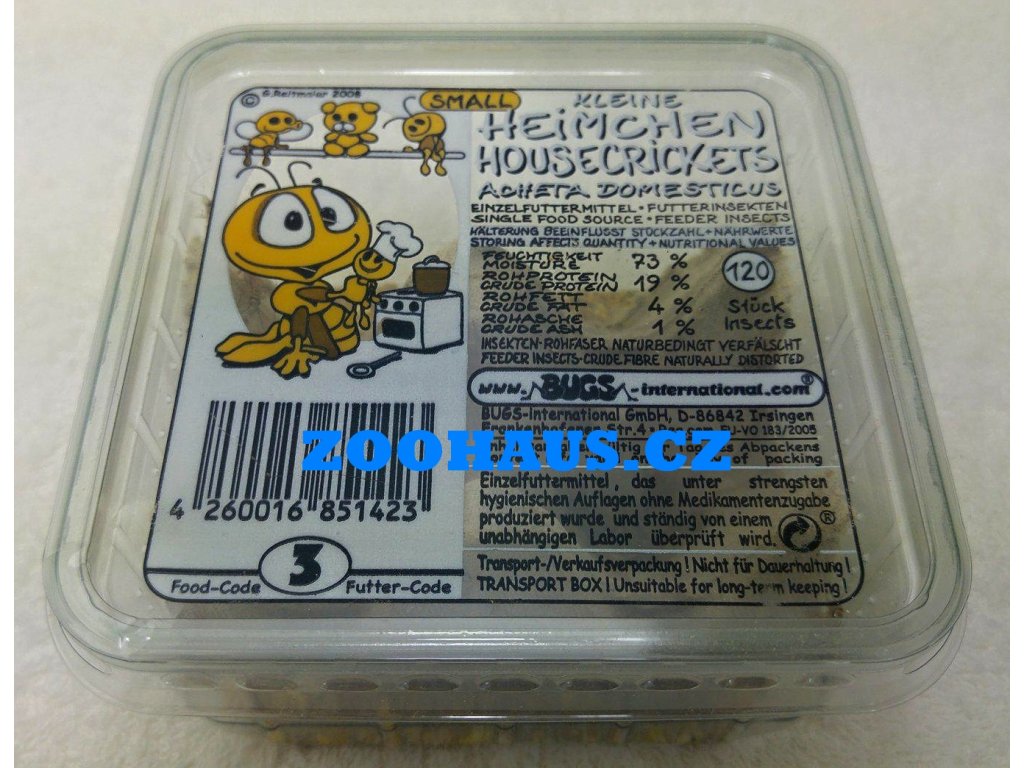 © G.Reitmaier 2008
SMALL
KLEINE
HEIMCHEN
HOUSECRICKETS
ACHETA DOMESTICUS
EINZELFUTTERMITTEL • FUTTERINSEKTEN
SINGLE FOOD SOURCE • FEEDER INSECTS
HÄLTERUNG BEEINFLUSST STÜCKZAHL + NÄHRWERTE
STORING AFFECTS QUANTITY + NUTRITIONAL VALUES
FEUCHTIGKEIT
MOISTURE 73 %
ROHPROTEIN
CRUDE PROTEIN 19 %
ROHFETT
CRUDE FAT 4 %
ROHASCHE
CRUDE ASH 1 %
120
Stück
Insects
INSEKTEN-ROHFASER NATURBEDINGT VERFÄLSCHT
FEEDER INSECTS-CRUDE FIBRE NATURALLY DISTORTED
www.BUGS-international.com®
BUGS-International GmbH, D-86842 Irsingen
Frankenhofener Str.4 • EU-VO 183/2005
Abpackens
of packing
ZOOHAUS.CZ
Einzelfuttermittel, das unter strengsten
hygienischen Auflagen ohne Medikamentenzugabe
produziert wurde und ständig von einem
unabhängigen Labor überprüft wird. ®
Transport-/Verkaufsverpackung ! Nicht für Dauerhaltung !
TRANSPORT BOX ! Unsuitable for long-term keeping !
4 260016 851423
3
Food-Code Futter-Code